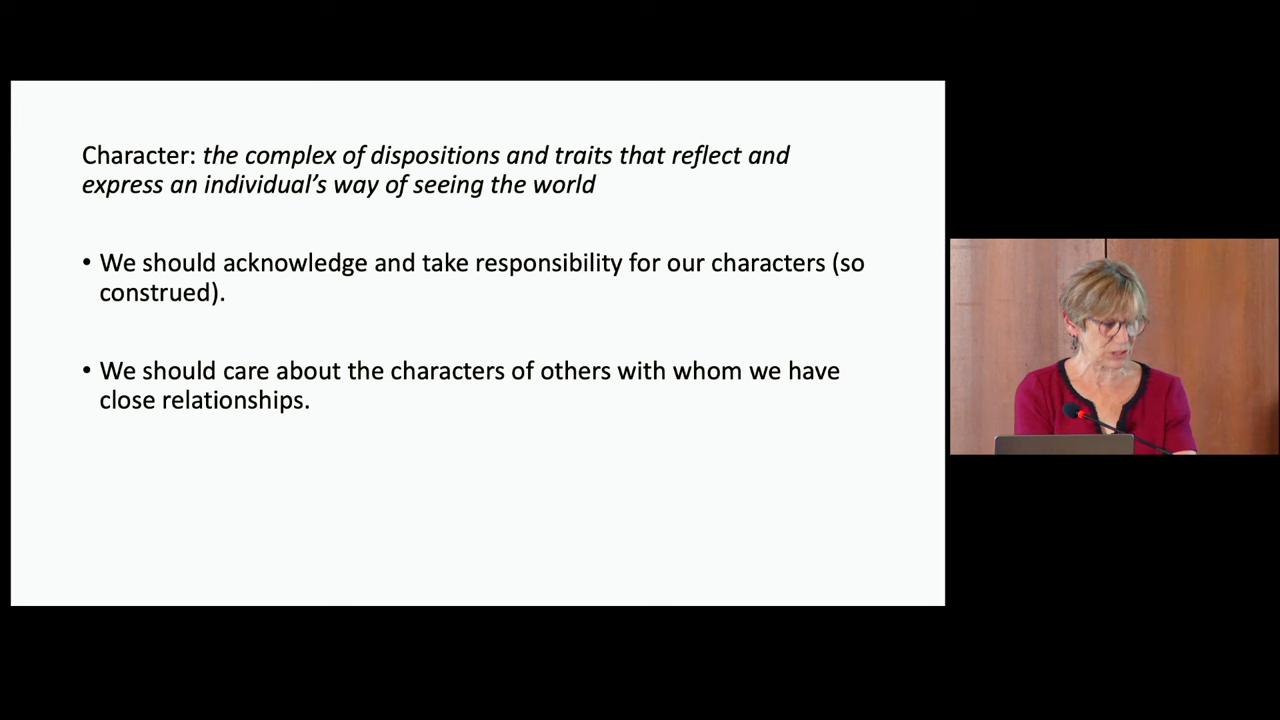 Character: the complex of dispositions and traits that reflect and
express an individual’s way of seeing the world
• We should acknowledge and take responsibility for our characters (so
construed).
• We should care about the characters of others with whom we have
close relationships.